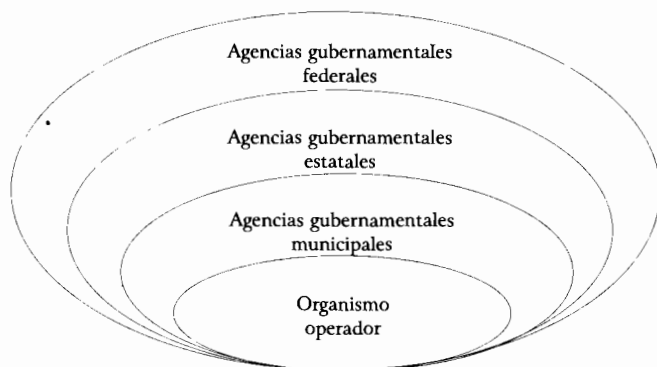 Agencias gubernamentales
federales
Agencias gubernamentales
estatales
Agencias gubernamentales
municipales
Organismo
operador